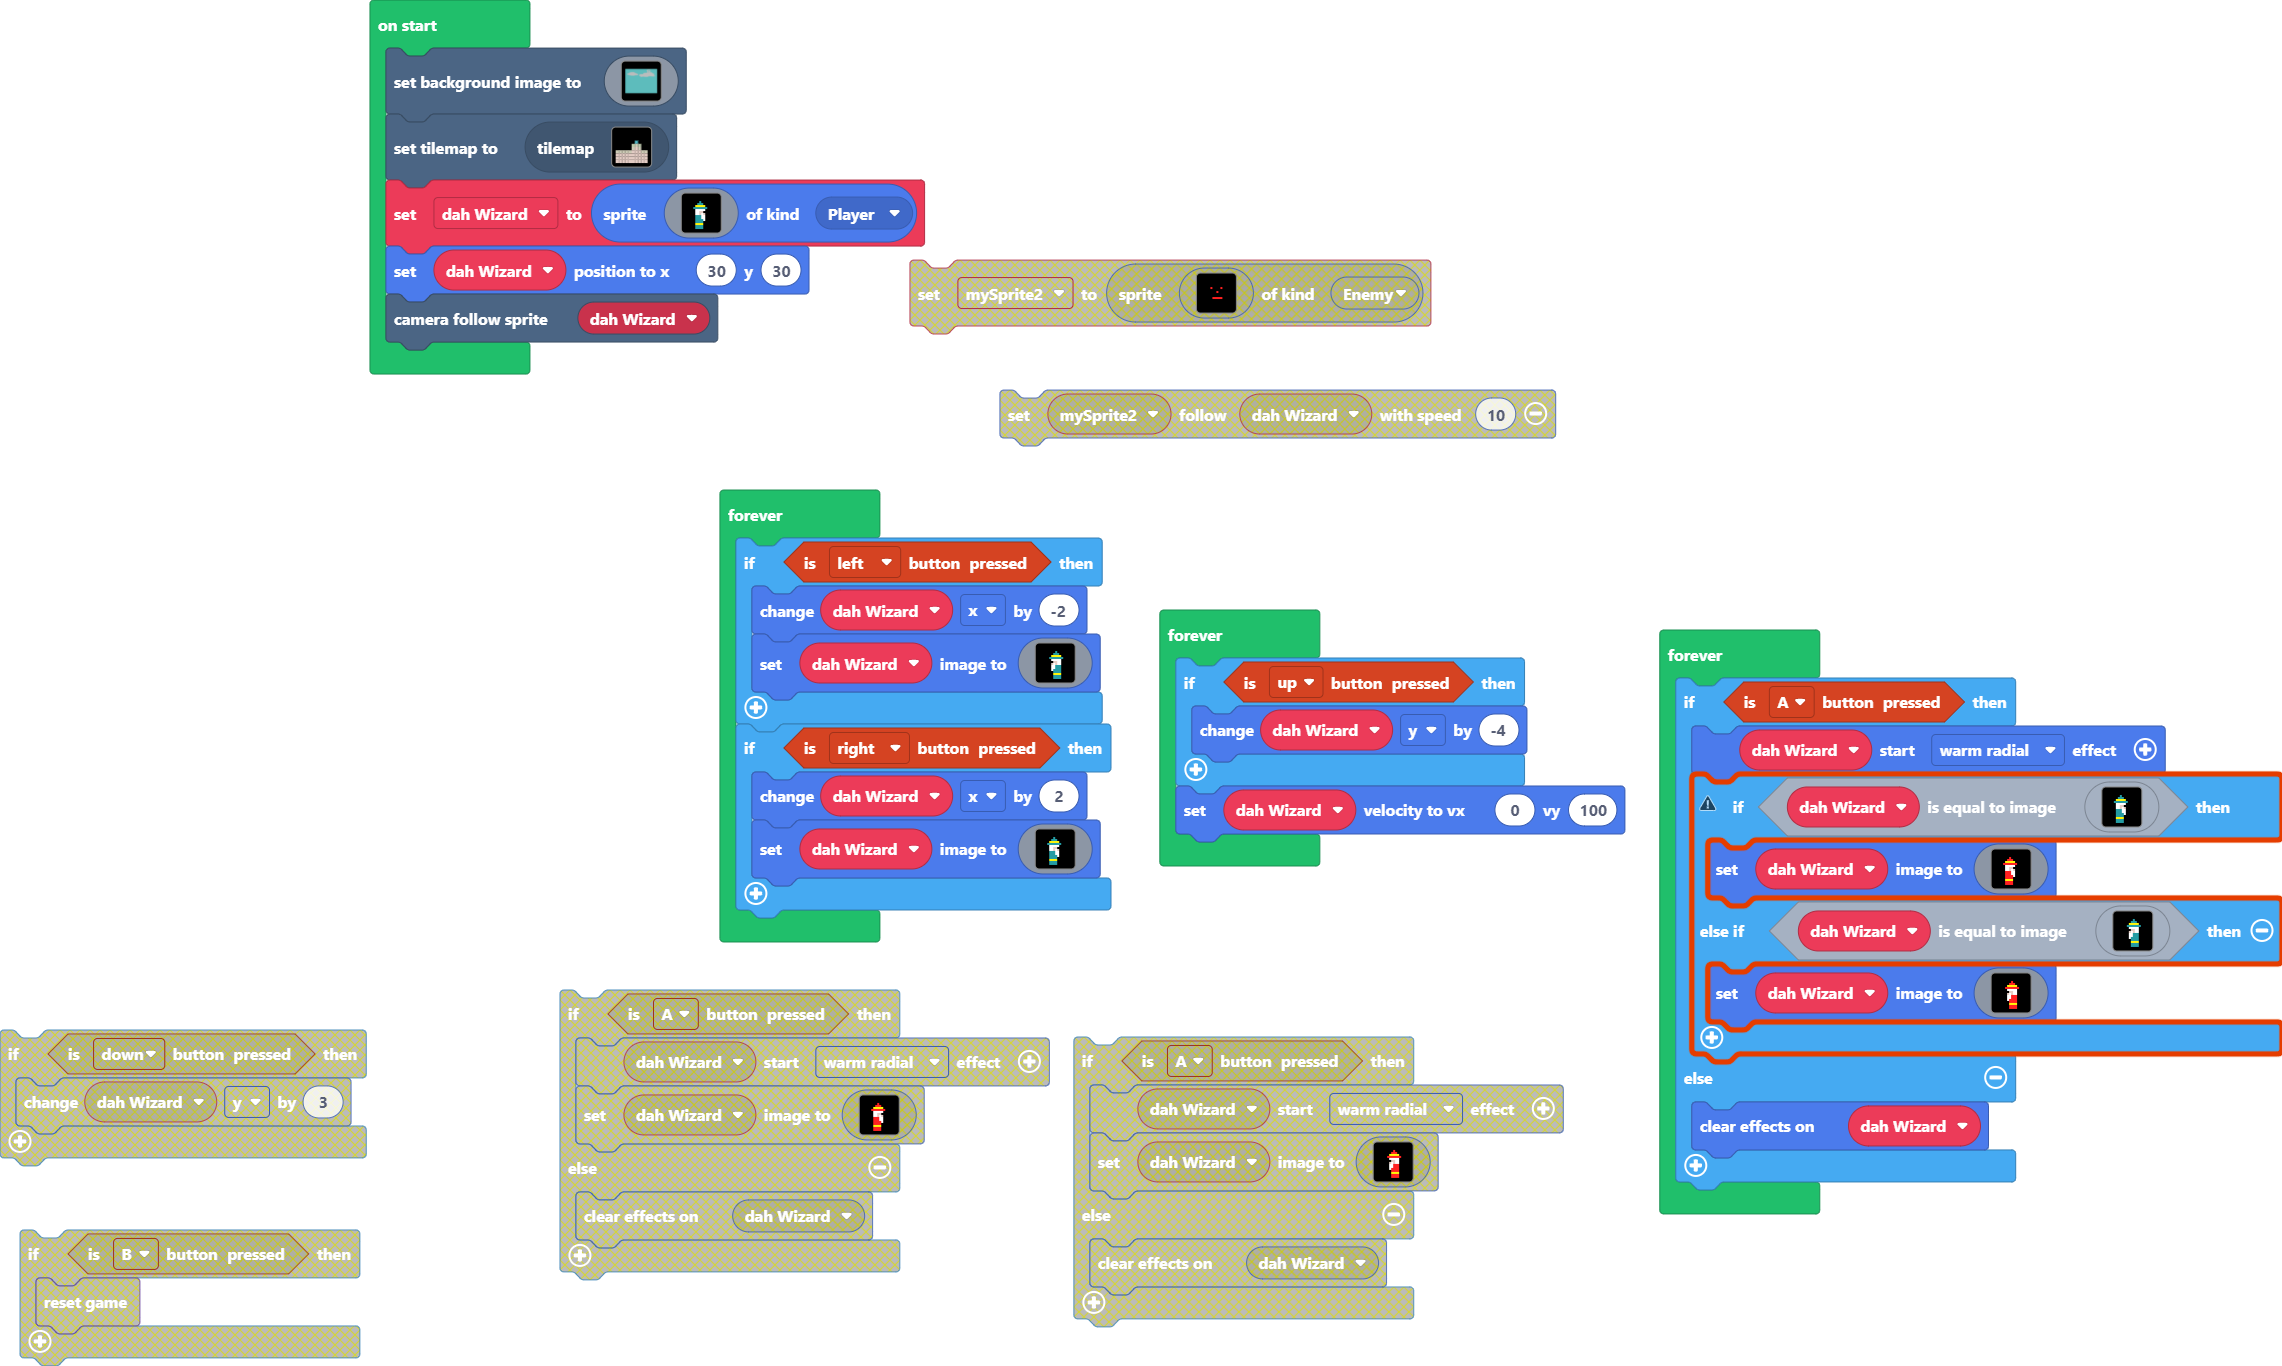 on start
set background image to
set tilemap to tilemap
set dah Wizard to sprite of kind Player
set dah Wizard position to x 30 y 30
camera follow sprite dah Wizard
set mySprite2 to sprite of kind Enemy
set mySprite2 follow dah Wizard with speed 10
forever
if is left button pressed then
change dah Wizard x by -2
set dah Wizard image to
if is right button pressed then
change dah Wizard x by 2
set dah Wizard image to
forever
if is up button pressed then
change dah Wizard y by -4
set dah Wizard velocity to vx 0 vy 100
forever
if is A button pressed then
dah Wizard start warm radial effect
if dah Wizard is equal to image then
set dah Wizard image to
else if dah Wizard is equal to image then
set dah Wizard image to
else
clear effects on dah Wizard
if is down button pressed then
change dah Wizard y by 3
if is B button pressed then
reset game
if is A button pressed then
dah Wizard start warm radial effect
set dah Wizard image to
else
clear effects on dah Wizard
if is A button pressed then
dah Wizard start warm radial effect
set dah Wizard image to
else
clear effects on dah Wizard